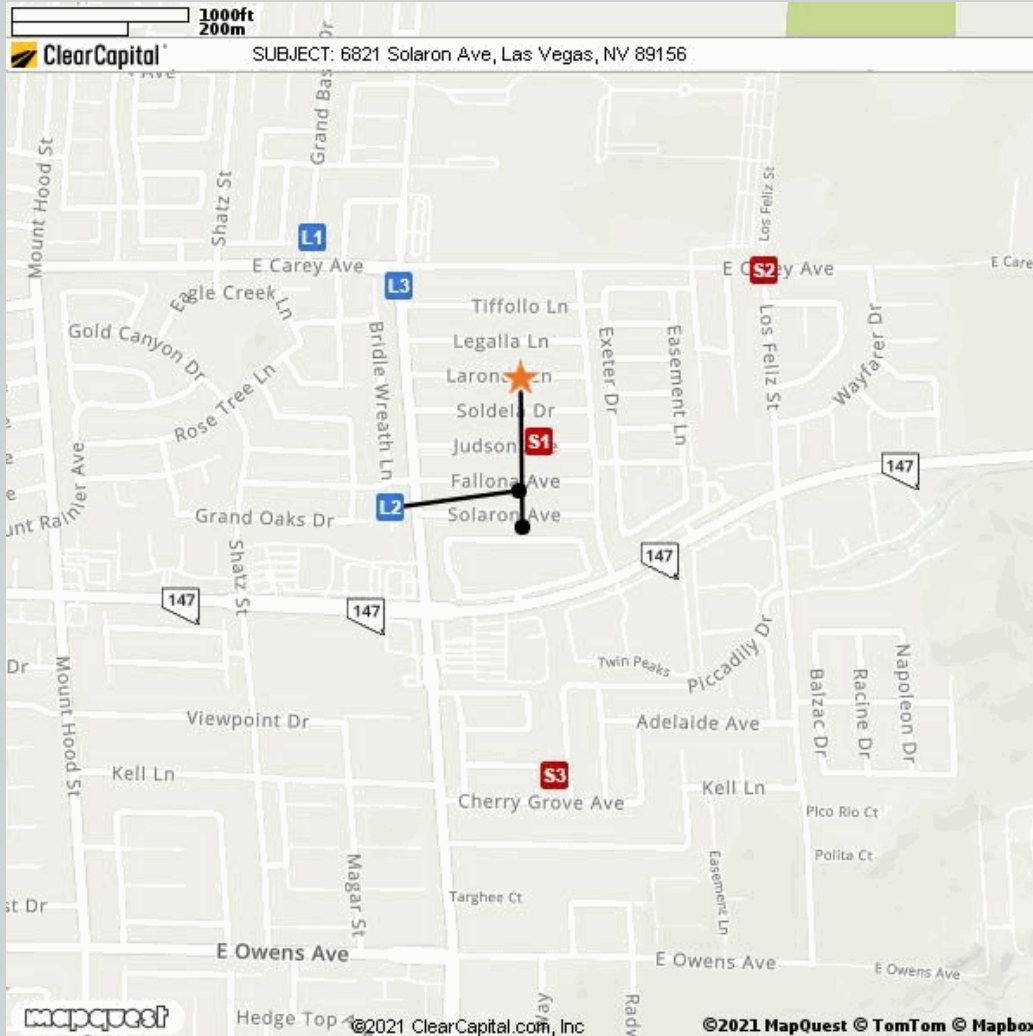 1000ft
200m
ClearCapital
SUBJECT: 6821 Solaron Ave, Las Vegas, NV 89156
Ave
Mount Hood St
Shatz St
Los Feliz St
L1
E Carey Ave
S2
E Care
L3
Eagle Creek Ln
Tiffollo Ln
Gold Canyon Dr
Legalla Ln
Bridle Wreath Ln
Exeter Dr
Easement Ln
Los Feliz St
Wayfarer Dr
Rose Tree Ln
Soldela Dr
Judson
S1
147
Fallona Ave
L2
Grand Oaks Dr
Solaron Ave
unt Rainier Ave
Shatz St
147
147
147
Dr
Mount Hood St
Twin Peaks
Piccadilly Dr
Balzac Dr
Racine Dr
Napoleon Dr
Viewpoint Dr
Adelaide Ave
Kell Ln
S3
Kell Ln
Cherry Grove Ave
Pico Rio Ct
Magar St
Easement Ln
Polita Ct
Targhee Ct
st Dr
E Owens Ave
E Owens Ave
E Owens Ave
mapquest
Hedge Top
©2021 ClearCapital.com, Inc
way
Radw
©2021 MapQuest © TomTom © Mapbo